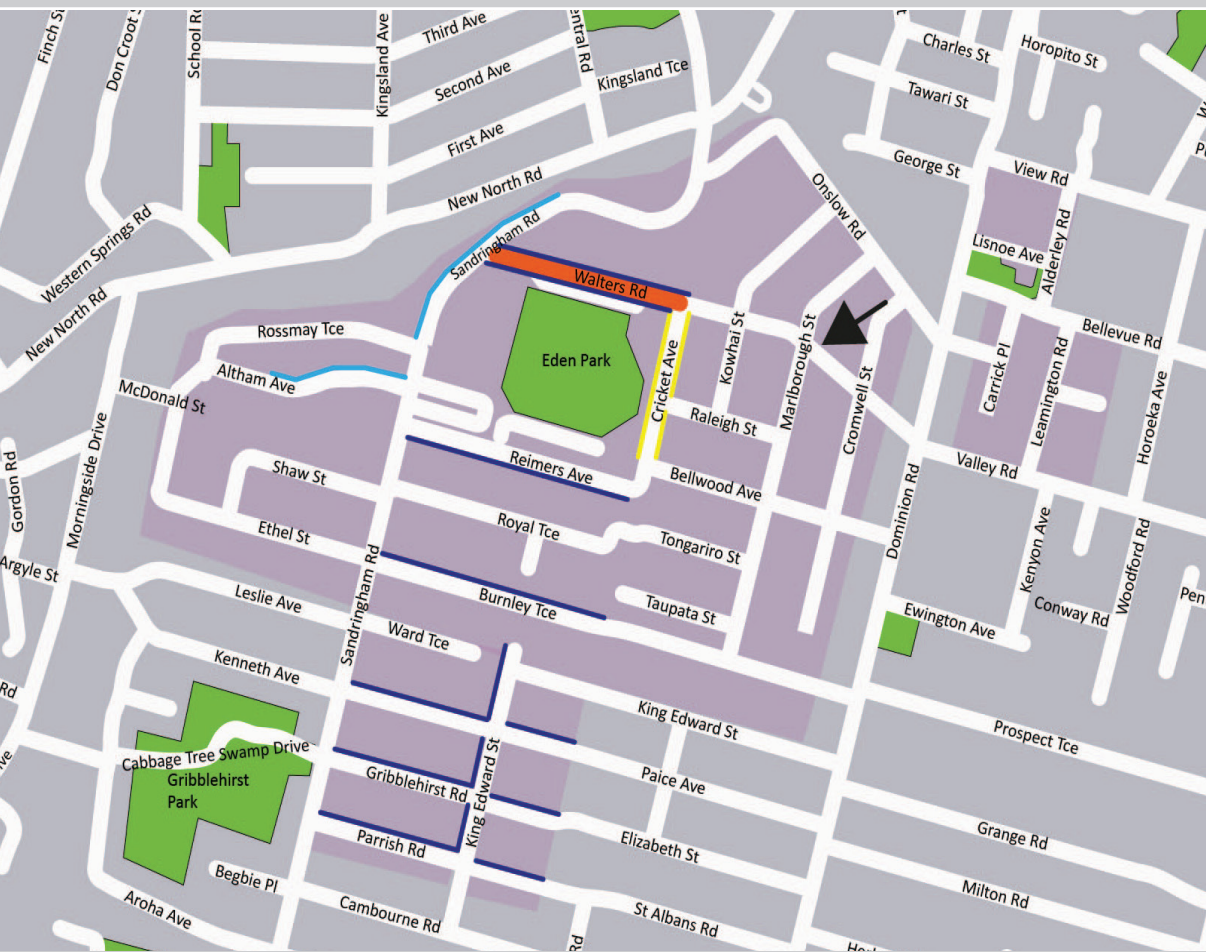 Finch St
Don Croot S
School Rd
Kingsland Ave
Third Ave
Second Ave
First Ave
entral Rd
Kingsland Tce
Charles St
Horopito St
Tawari St
George St
View Rd
Onslow Rd
New North Rd
Western Springs Rd
New North Rd
Sandringham Rd
Walters Rd
Lisnoe Ave
Alderley Rd
Bellevue Rd
Rossmay Tce
Altham Ave
McDonald St
Eden Park
Cricket Ave
Kowhai St
Marlborough St
Cromwell St
Carrick Pl
Leamington Rd
Horoeka Ave
Raleigh St
Reimers Ave
Bellwood Ave
Valley Rd
Dominion Rd
Gordon Rd
Morningside Drive
Shaw St
Ethel St
Royal Tce
Tongariro St
Kenyon Ave
Woodford Rd
Conway Rd
Pen
Argyle St
Leslie Ave
Sandringham Rd
Burnley Tce
Taupata St
Ewington Ave
Ward Tce
Kenneth Ave
King Edward St
Prospect Tce
Rd
Cabbage Tree Swamp Drive
Gribblehirst
Park
Gribblehirst Rd
King Edward St
Paice Ave
Parrish Rd
Elizabeth St
Grange Rd
Begbie Pl
Milton Rd
Aroha Ave
Cambourne Rd
St Albans Rd
Rd